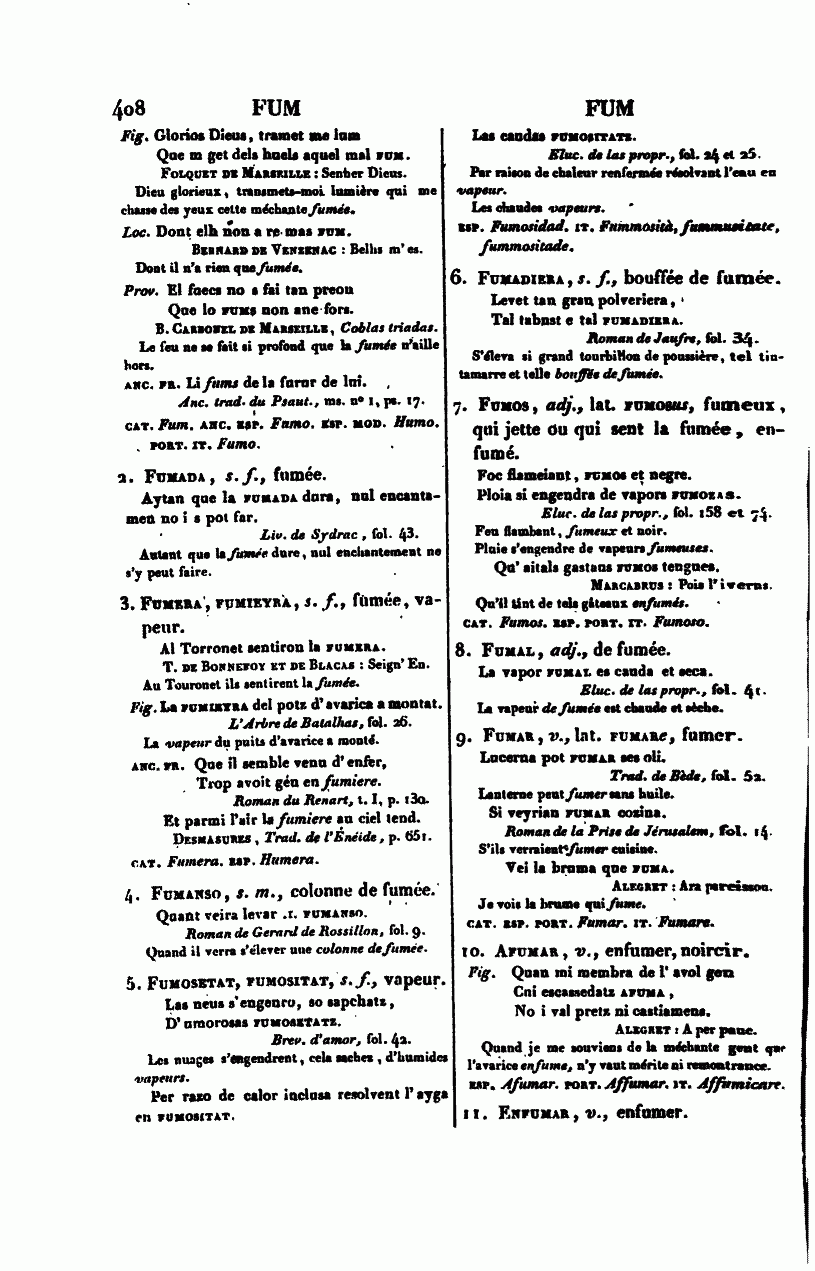 408 FUM FUM
Fig. Glorios Dieus, tramet me lum
Que m get dels huels aquel mal FUM.
FOLQUET DE MARSEILLE : Senher Dieus.
Dieu glorieux, transmets-moi lumière qui me
chasse des yeux cette méchante fumée.
Loc. Dont elh non a re mas FUM.
BERNARD DE VENZENAC : Belhs m'es.
Dont il n'a rien que fumée.
Prov. El fuecs no s fai tan preon
Que lo FUMS non ane fors.
B. CARBONEL DE MARSEILLE, Coblas triadas.
Le feu ne se fait si profond que la fumée n'aille
hors.
ANC. FR. Li fums de la furur de lui.
Anc. trad. du Psaut., ms. n° 1, ps. 17.
CAT. Fum. ANC. ESP. Fumo. ESP. MOD. Humo.
PORT. IT. Fumo.
2. FUMADA, s. f., fumée.
Aytan que la FUMADA dura, nul encanta-
men no i s pot far.
Liv. de Sydrac, fol. 43.
Autant que la fumée dure, nul enchantement ne
s'y peut faire.
3. FUMERA, FUMIEYRA, s. f., fumée, va-
peur.
Al Torronet sentiron la FUMERA.
T. DE BONNEFOY ET DE BLACAS : Seign' En.
Au Touronet ils sentirent la fumée.
Fig. La FUMIEYRA del potz d'avarica a montat.
L'Arbre de Batalhas, fol. 26.
La vapeur du puits d'avarice a monté.
ANC. FR. Que il semble venu d'enfer,
Trop avoit géu en fumiere.
Roman du Renart, t. I, p. 130.
Et parmi l'air la fumiere au ciel tend.
DESMASURES, Trad. de l'Énéide, p. 651.
CAT. Fumera. ESP. Humera.
4. FUMANSO, s. m., colonne de fumée.
Quant veira levar .I. FUMANSO.
Roman de Gerard de Rossillon, fol. 9.
Quand il verra s'élever une colonne de fumée.
5. FUMOSETAT, FUMOSITAT, s. f., vapeur.
Las neus s'engenro, so sapchatz,
D'umorosas FUMOSETATZ.
Brev. d'amor, fol. 42.
Les nuages s'engendrent, cela sachez, d'humides
vapeurs.
Per razo de calor inclusa resolvent l'ayga
en FUMOSITAT.
Las caudas FUMOSITATZ.
Eluc. de las propr., fol. 24 et 25.
Par raison de chaleur renfermée résolvant l'eau en
vapeur.
Les chaudes vapeurs.
ESP. Fumosidad. IT. Fummosità, fummusitate,
fummositade.
6. FUMADIERA, s. f., bouffée de fumée.
Levet tan gran polveriera,
Tal tabust e tal FUMADIERA.
Roman de Jaufre, fol. 34.
S'éleva si grand tourbillon de poussière, tel tin-
tamarre et telle bouffée de fumée.
7. FUMOS, adj., lat. FUMOSUS, fumeux,
qui jette ou qui sent la fumée, en-
fumé.
Foc flameiant, FUMOS et negre.
Ploia si engendra de vapors FUMOZAS.
Eluc. de las propr., fol. 158 et 74.
Feu flambant, fumeux et noir.
Pluie s'engendre de vapeurs fumeuses.
Qu'aitals gastaus FUMOS tengues.
MARCABRUS : Pois l'iverns.
Qu'il tint de tels gâteaux enfumés.
CAT. Fumos. ESP. PORT. IT. Fumoso.
8. FUMAL, adj., de fumée.
La vapor FUMAL es cauda et seca.
Eluc. de las propr., fol. 41.
La vapeur de fumée est chaude et sèche.
9. FUMAR, v., lat. FUMARe, fumer.
Lucerna pot FUMAR ses oli.
Trad. de Bède, fol. 52.
Lanterne peut fumer sans huile.
Si veyrian FUMAR cozina.
Roman de la Prise de Jérusalem, fol. 14.
S'ils verraient fumer cuisine.
Vei la bruma que FUMA.
ALEGRET : Ara pareisson.
Je vois la brume qui fume.
CAT. ESP. PORT. Fumar. IT. Fumare.
10. AFUMAR, v., enfumer, noircir.
Fig. Quan mi membra de l'avol gen
Cui escassedatz AFUMA,
No i val pretz ni castiamens.
ALEGRET : A per pauc.
Quand je me souviens de la méchante gent que
l'avarice enfume, n'y vaut mérite ni remontrance.
ESP. Afumar. PORT. Affumar. IT. Affumicare.
11. ENFUMAR, v., enfumer.